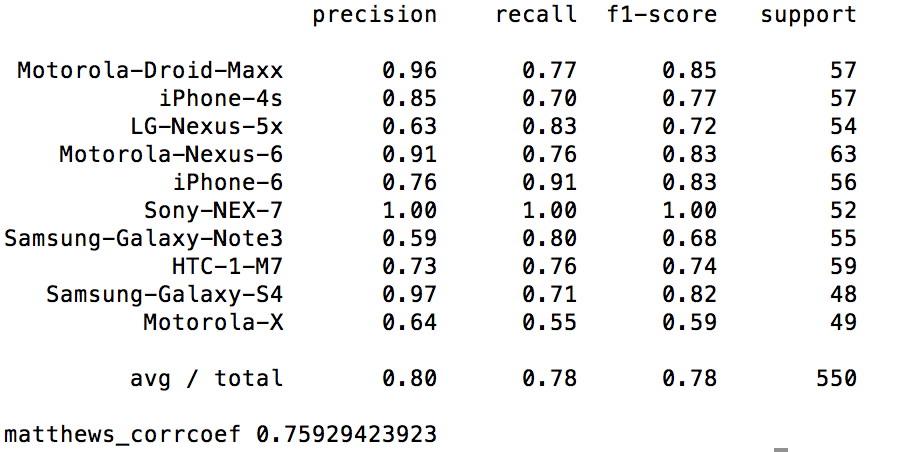 precision recall f1-score support
Motorola-Droid-Maxx 0.96 0.77 0.85 57
iPhone-4s 0.85 0.70 0.77 57
LG-Nexus-5x 0.63 0.83 0.72 54
Motorola-Nexus-6 0.91 0.76 0.83 63
iPhone-6 0.76 0.91 0.83 56
Sony-NEX-7 1.00 1.00 1.00 52
Samsung-Galaxy-Note3 0.59 0.80 0.68 55
HTC-1-M7 0.73 0.76 0.74 59
Samsung-Galaxy-S4 0.97 0.71 0.82 48
Motorola-X 0.64 0.55 0.59 49
avg / total 0.80 0.78 0.78 550
matthews_corrcoef 0.75929423923